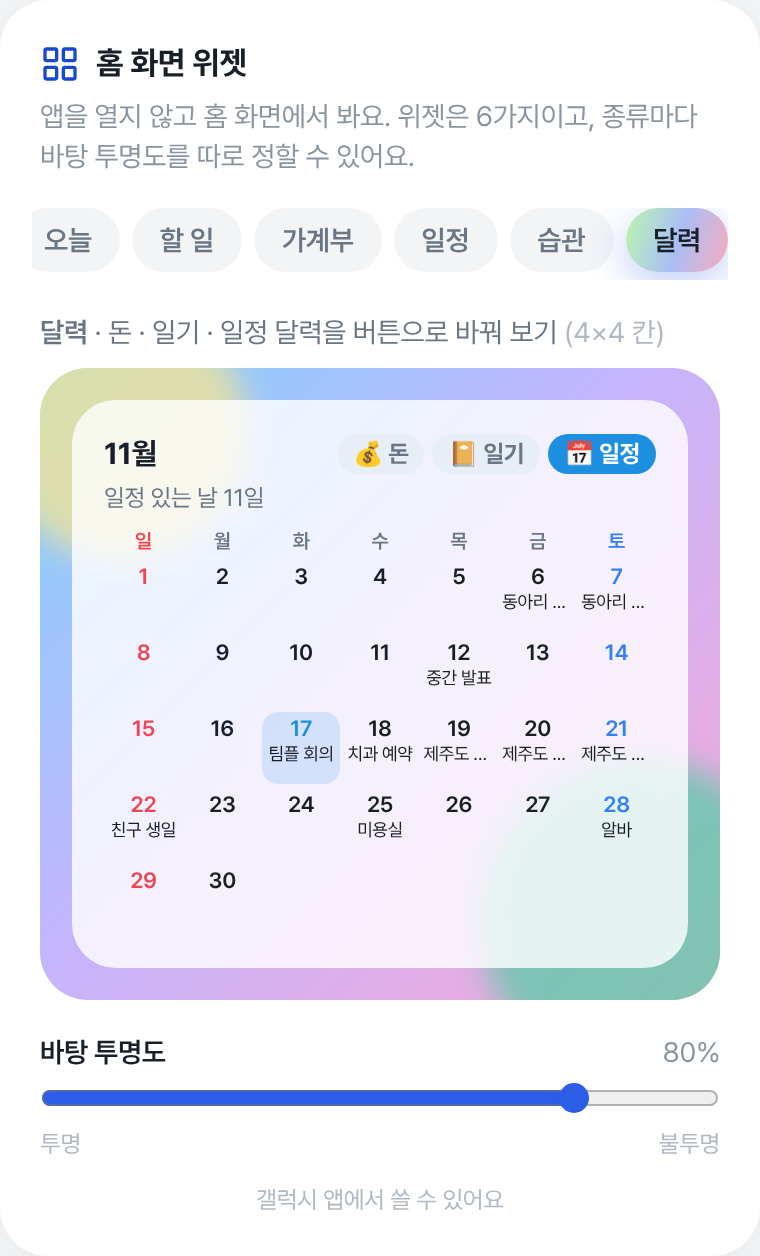 홈 화면 위젯
앱을 열지 않고 홈 화면에서 봐요. 위젯은 6가지이고, 종류마다
바탕 투명도를 따로 정할 수 있어요.
오늘 할 일 가계부 일정 습관 달력
달력 · 돈 · 일기 · 일정 달력을 버튼으로 바꿔 보기 (4×4 칸)
11월 💰 돈 📔 일기 📅 일정
일정 있는 날 11일
일 월 화 수 목 금 토
1 2 3 4 5 6 7
동아리 ... 동아리 ...
8 9 10 11 12 13 14
중간 발표
15 16 17 18 19 20 21
팀플 회의 치과 예약 제주도 ... 제주도 ... 제주도 ...
22 23 24 25 26 27 28
친구 생일 미용실 알바
29 30
바탕 투명도 80%
투명 불투명
갤럭시 앱에서 쓸 수 있어요